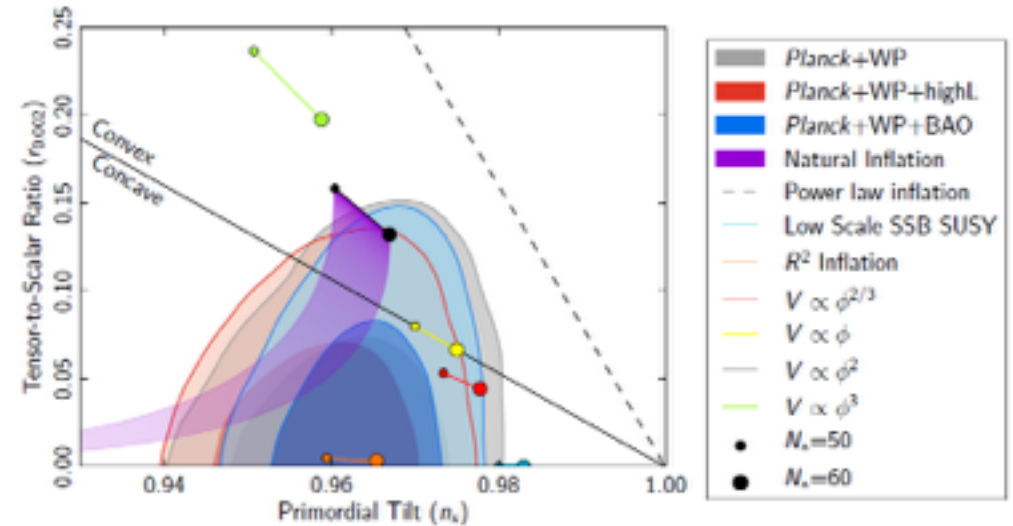 Tensor-to-Scalar Ratio (r0.002)
0.25
0.20
0.15
0.10
0.05
0.00
Convex
Concave
0.94
0.96
0.98
1.00
Primordial Tilt (ns)
Planck+WP
Planck+WP+highL
Planck+WP+BAO
Natural Inflation
Power law inflation
Low Scale SSB SUSY
R² Inflation
V ∝ ϕ²ᐟ³
V ∝ ϕ
V ∝ ϕ²
V ∝ ϕ³
N*=50
N*=60